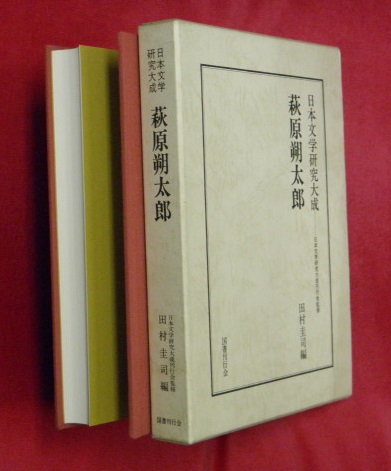 日本文学
研究大成
萩原朔太郎
日本文学研究大成刊行会監修
田村圭司編
国書刊行会
日本文学研究大成
萩原朔太郎
日本文学研究大成刊行会監修
田村圭司編
国書刊行会